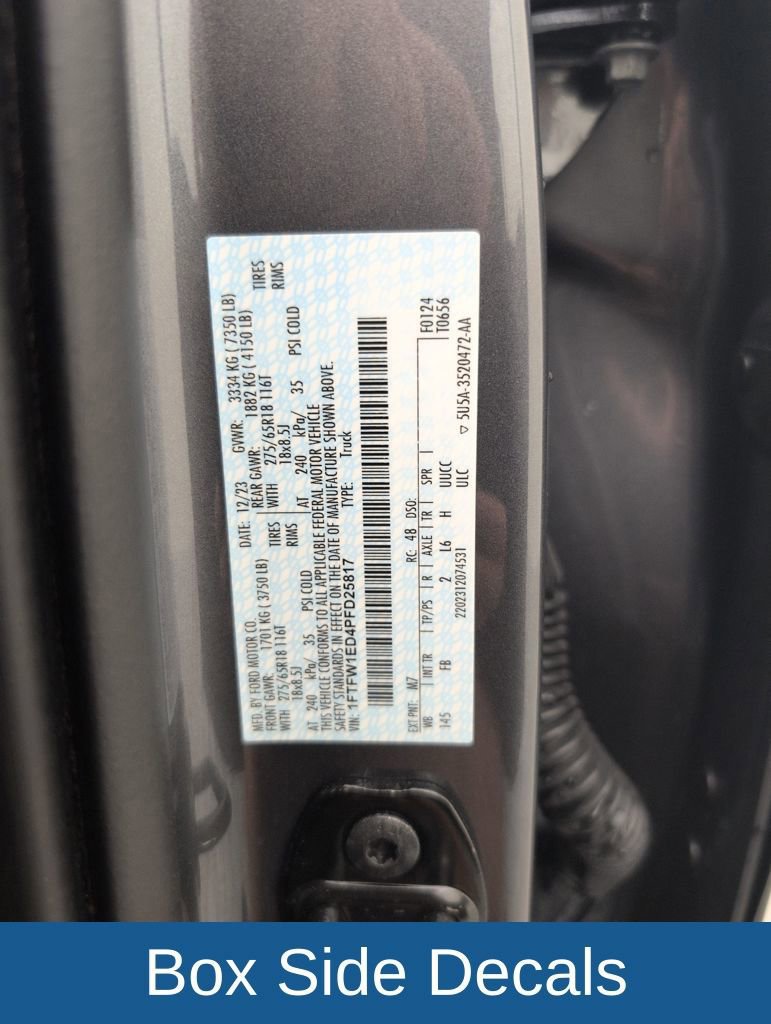 MFD. BY FORD MOTOR CO.
DATE: 12/23 GVWR: 3334 KG ( 7350 LB)
FRONT GAWR: 1701 KG ( 3750 LB) REAR GAWR: 1882 KG ( 4150 LB)
WITH 275/65R18 116T TIRES WITH 275/65R18 116T TIRES
18x8.5J RIMS 18x8.5J RIMS
AT 240 kPa/ 35 PSI COLD AT 240 kPa/ 35 PSI COLD
THIS VEHICLE CONFORMS TO ALL APPLICABLE FEDERAL MOTOR VEHICLE
SAFETY STANDARDS IN EFFECT ON THE DATE OF MANUFACTURE SHOWN ABOVE.
VIN: 1FTFW1ED4PFD25817 TYPE: Truck
EXT PNT: M7 RC: 48 DSO: F0124
WB INT TR TP/PS R AXLE TR SPR T0656
145 FB 2 L6 H UUCC
2202312074531 ULC ▽ 5U5A-3520472-AA
Box Side Decals